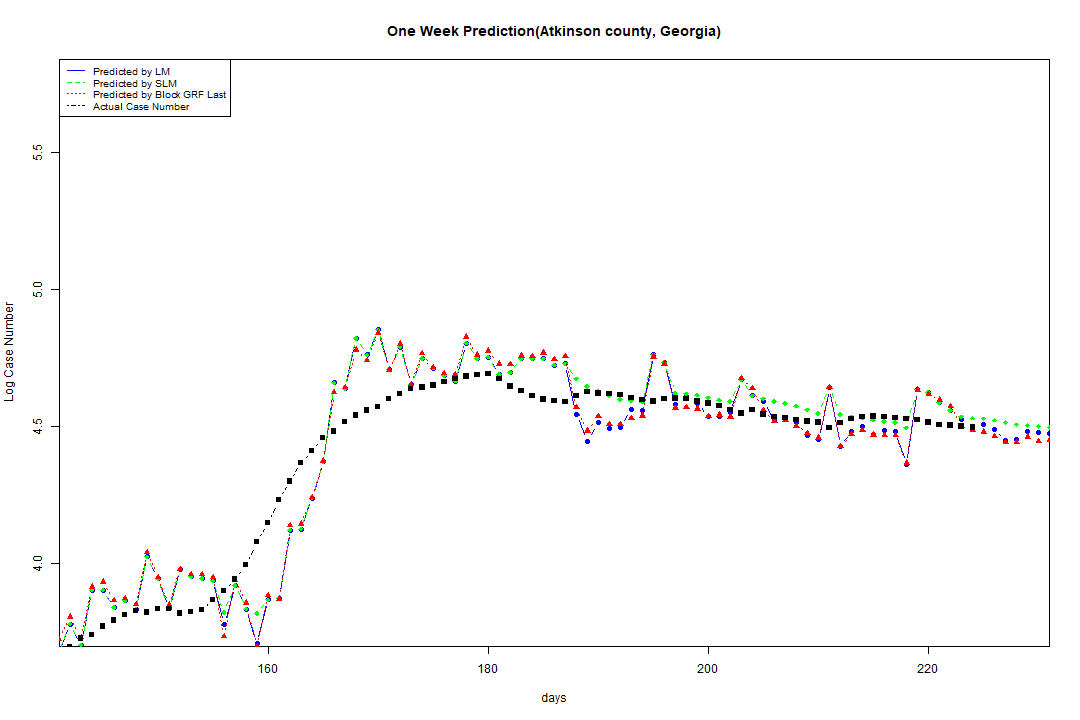 One Week Prediction(Atkinson county, Georgia)
Predicted by LM
Predicted by SLM
Predicted by Block GRF Last
Actual Case Number
5.5
5.0
4.5
4.0
Log Case Number
160 180 200 220
days